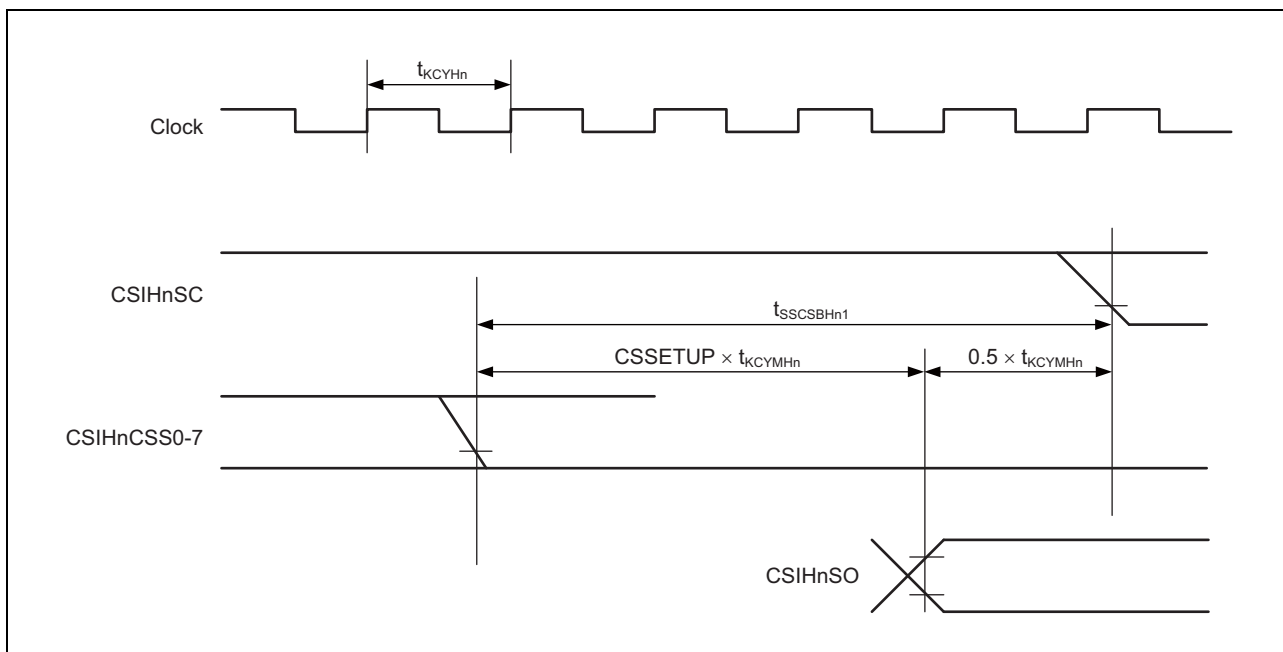 tKCYHn
Clock
CSIHnSC
tSSCSBHn1
CSSETUP × tKCYMHn
0.5 × tKCYMHn
CSIHnCSS0-7
CSIHnSO